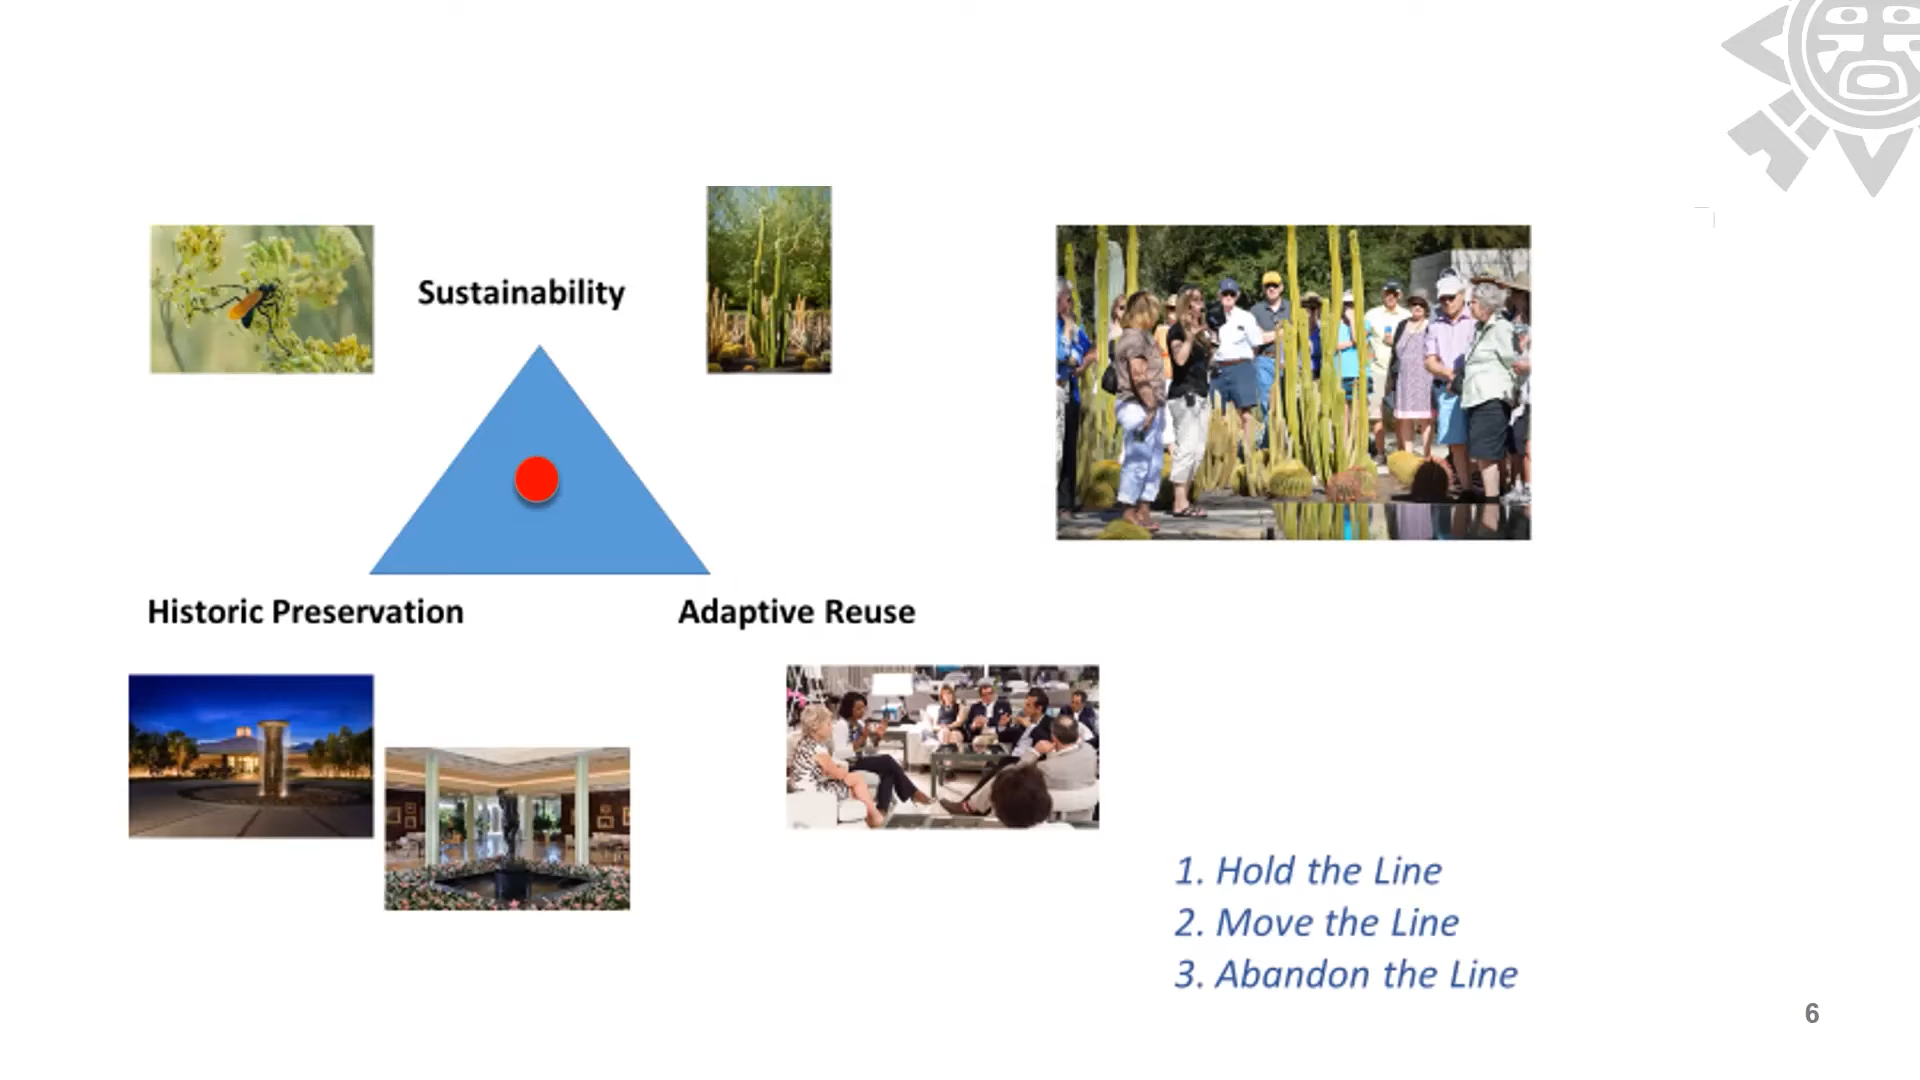 Sustainability
Historic Preservation
Adaptive Reuse
1. Hold the Line
2. Move the Line
3. Abandon the Line
6